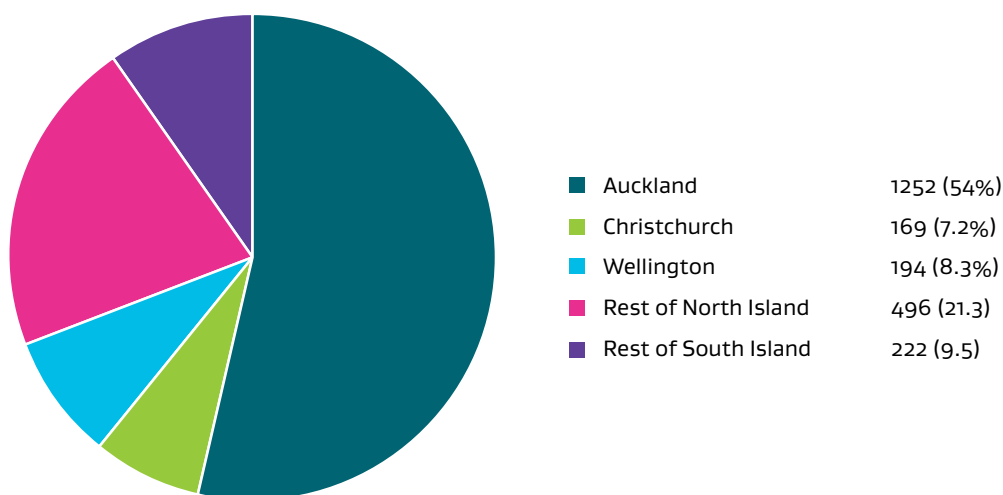 Auckland 1252 (54%)
Christchurch 169 (7.2%)
Wellington 194 (8.3%)
Rest of North Island 496 (21.3)
Rest of South Island 222 (9.5)